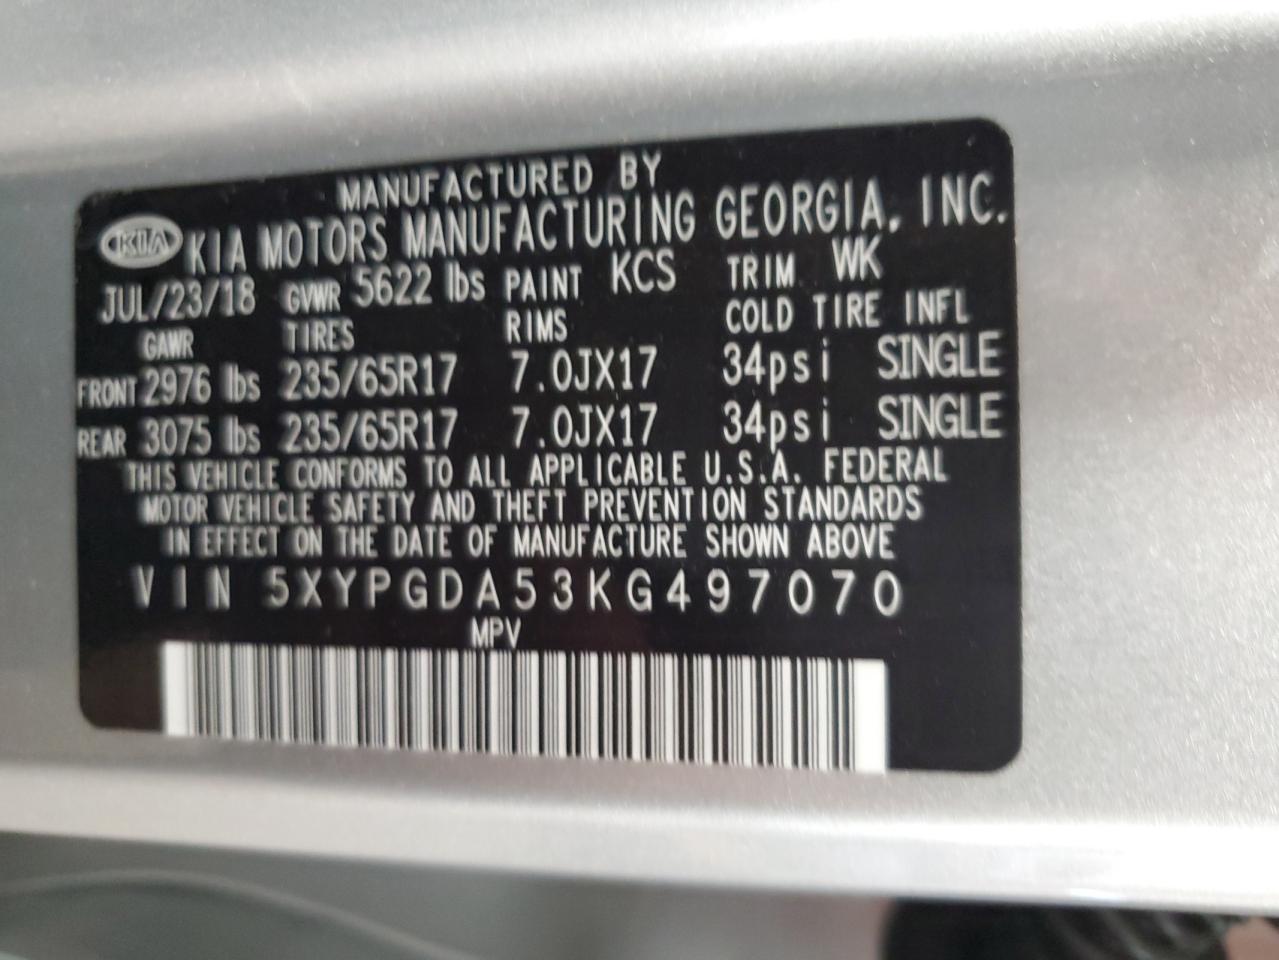 MANUFACTURED BY
KIA KIA MOTORS MANUFACTURING GEORGIA, INC.
JUL/23/18 GVWR 5622 lbs PAINT KCS TRIM WK
GAWR TIRES RIMS COLD TIRE INFL
FRONT 2976 lbs 235/65R17 7.0JX17 34psi SINGLE
REAR 3075 lbs 235/65R17 7.0JX17 34psi SINGLE
THIS VEHICLE CONFORMS TO ALL APPLICABLE U.S.A. FEDERAL
MOTOR VEHICLE SAFETY AND THEFT PREVENTION STANDARDS
IN EFFECT ON THE DATE OF MANUFACTURE SHOWN ABOVE
VIN 5XYPGDA53KG497070
MPV